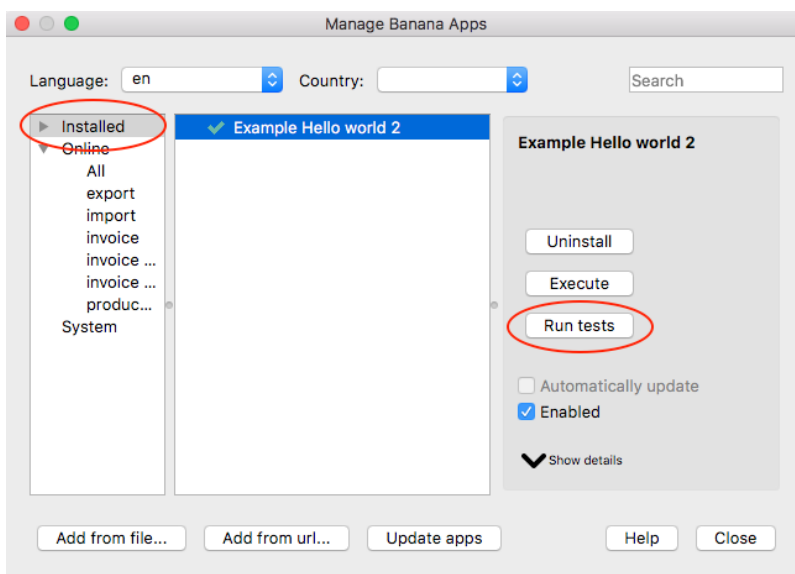 Manage Banana Apps
Language: en Country: Search
Installed
Online
All
export
import
invoice
invoice ...
invoice ...
produc...
System
Example Hello world 2
Example Hello world 2
Uninstall
Execute
Run tests
Automatically update
Enabled
Show details
Add from file... Add from url... Update apps Help Close